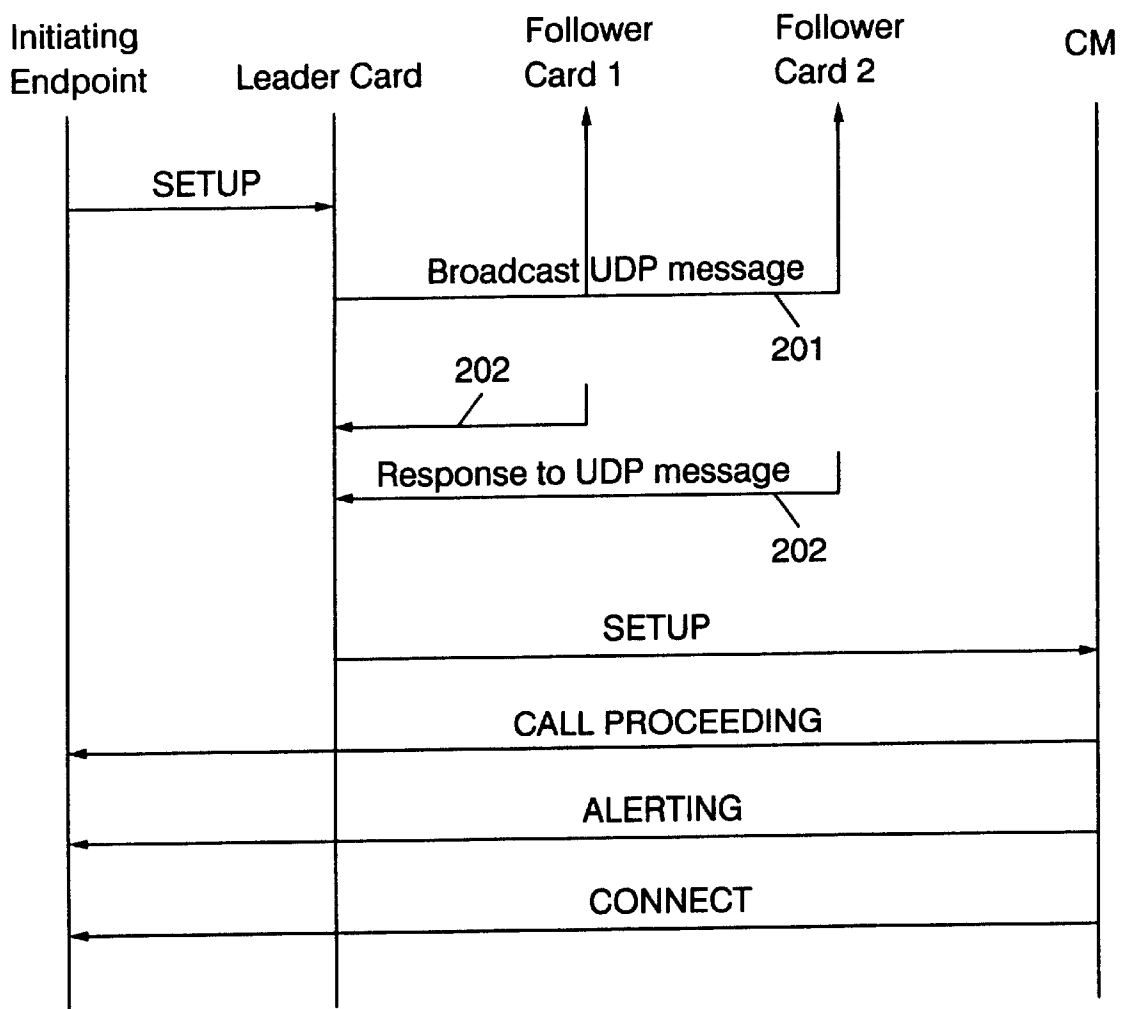 Initiating
Endpoint
Leader Card
Follower
Card 1
Follower
Card 2
CM
SETUP
Broadcast UDP message
201
202
Response to UDP message
202
SETUP
CALL PROCEEDING
ALERTING
CONNECT